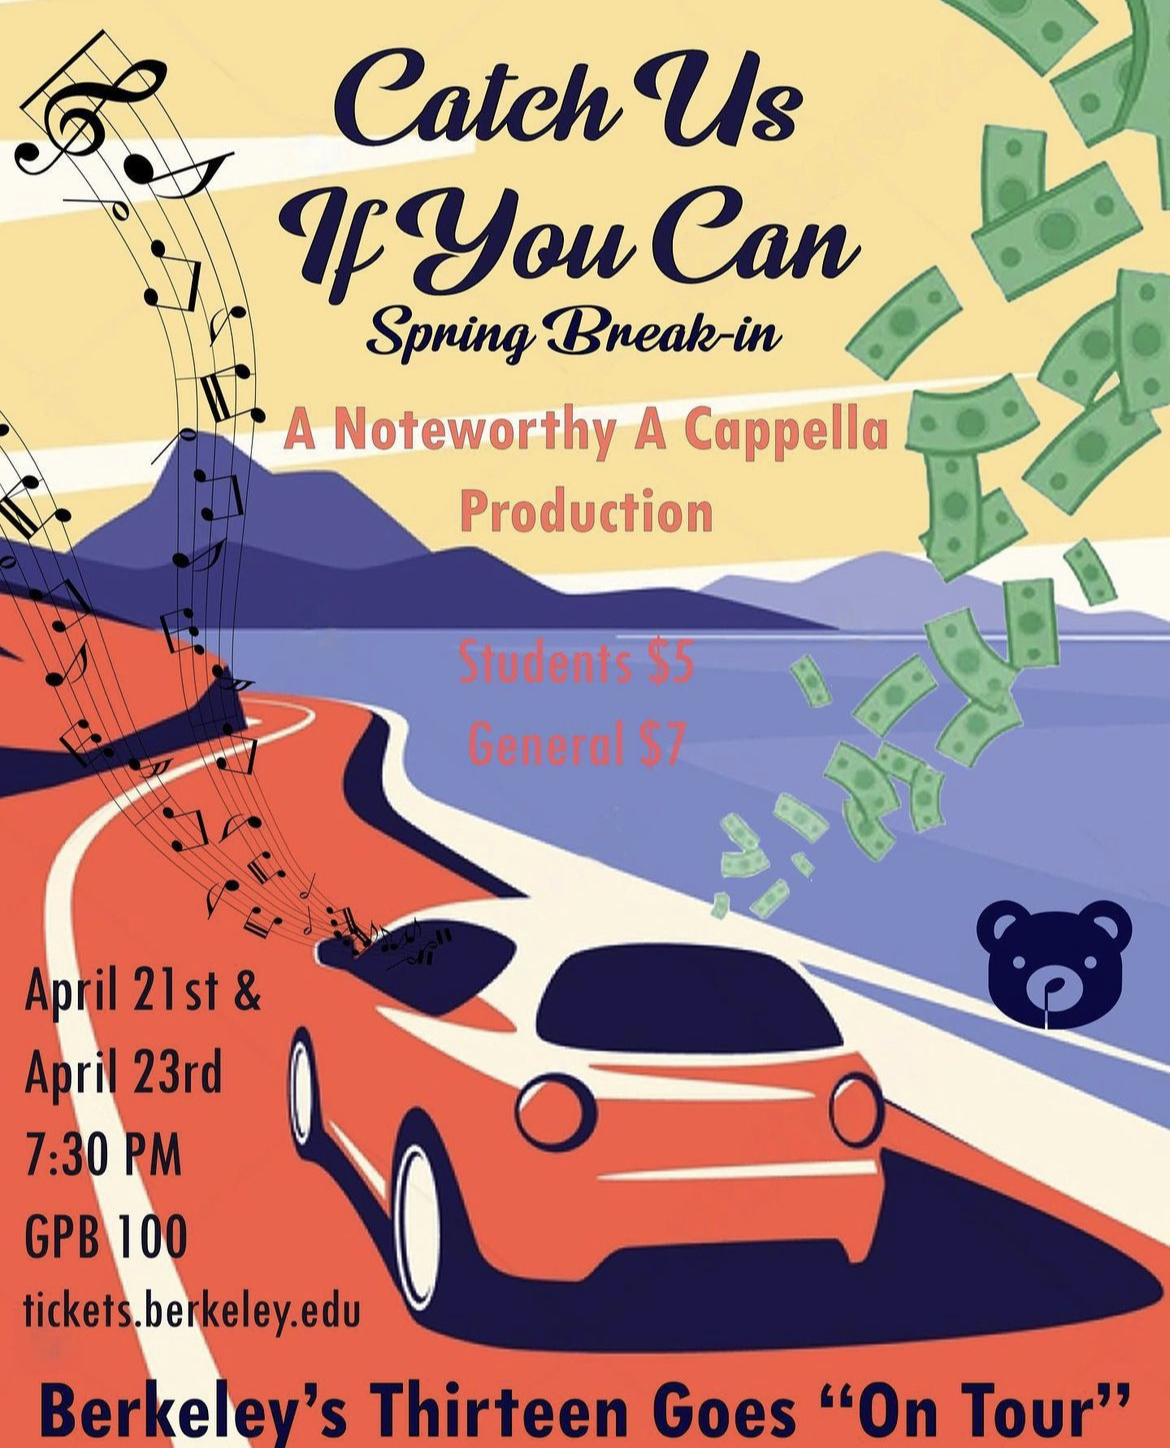 Catch Us
If You Can
Spring Break-in
A Noteworthy A Cappella
Production
Students $5
General $7
April 21st &
April 23rd
7:30 PM
GPB 100
tickets.berkeley.edu
Berkeley’s Thirteen Goes “On Tour”